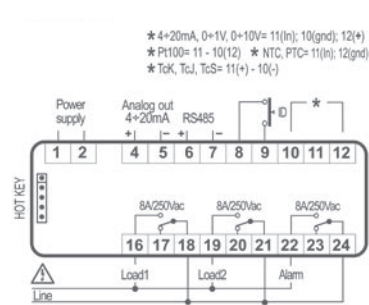 * 4÷20mA, 0÷1V, 0÷10V= 11(In); 10(gnd); 12(+)
* Pt100= 11 - 10(12) * NTC, PTC= 11(In); 12(gnd)
* TcK, TcJ, TcS= 11(+) - 10(-)
Power supply
Analog out 4÷20mA
RS485
ID
*
+ - + -
1 2 4 5 6 7 8 9 10 11 12
HOT KEY
8A/250Vac 8A/250Vac 8A/250Vac
16 17 18 19 20 21 22 23 24
Load1 Load2 Alarm
Line